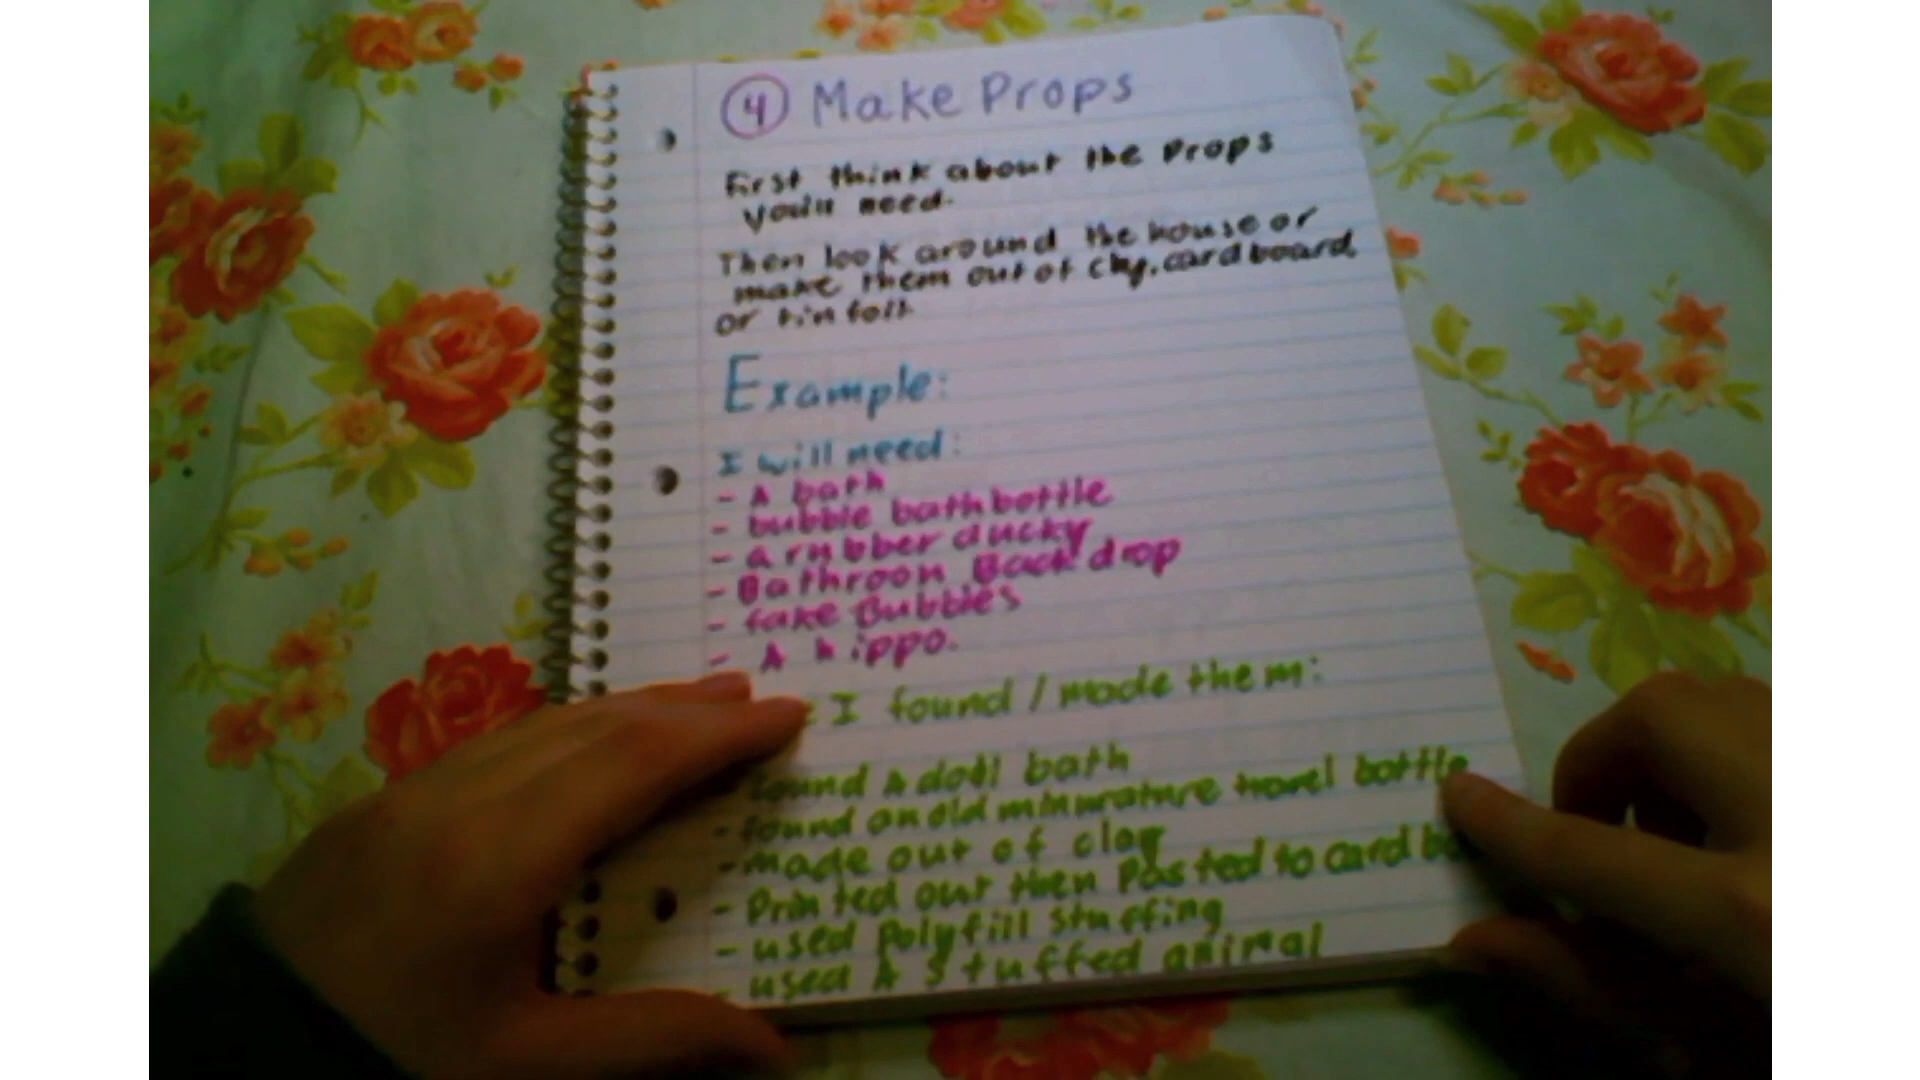 4 Make Props
First think about the Props
you'll need.
Then look around the house or
make them out of clay, cardboard,
or tin foil.
Example:
I will need:
- A bath
- bubble bath bottle
- a rubber ducky
- Bathroon Back drop
- fake Bubbles
- A hippo.
I found / made them:
found A doll bath
- found an old miniurature travel bottle
- made out of clay
- Printed out then Pasted to card bo
- used Polyfill stuffing
- used A stuffed animal